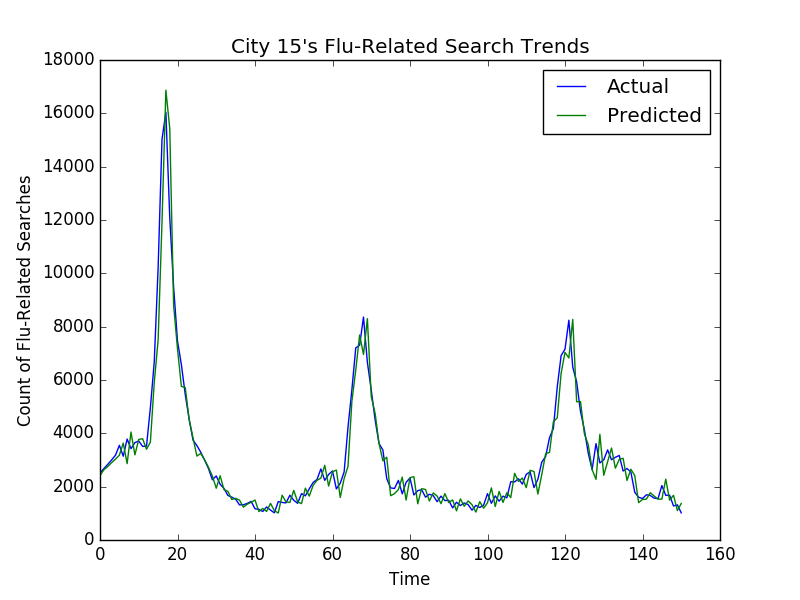 City 15's Flu-Related Search Trends
18000
16000
14000
12000
10000
8000
6000
4000
2000
0
Count of Flu-Related Searches
Actual
Predicted
0 20 40 60 80 100 120 140 160
Time